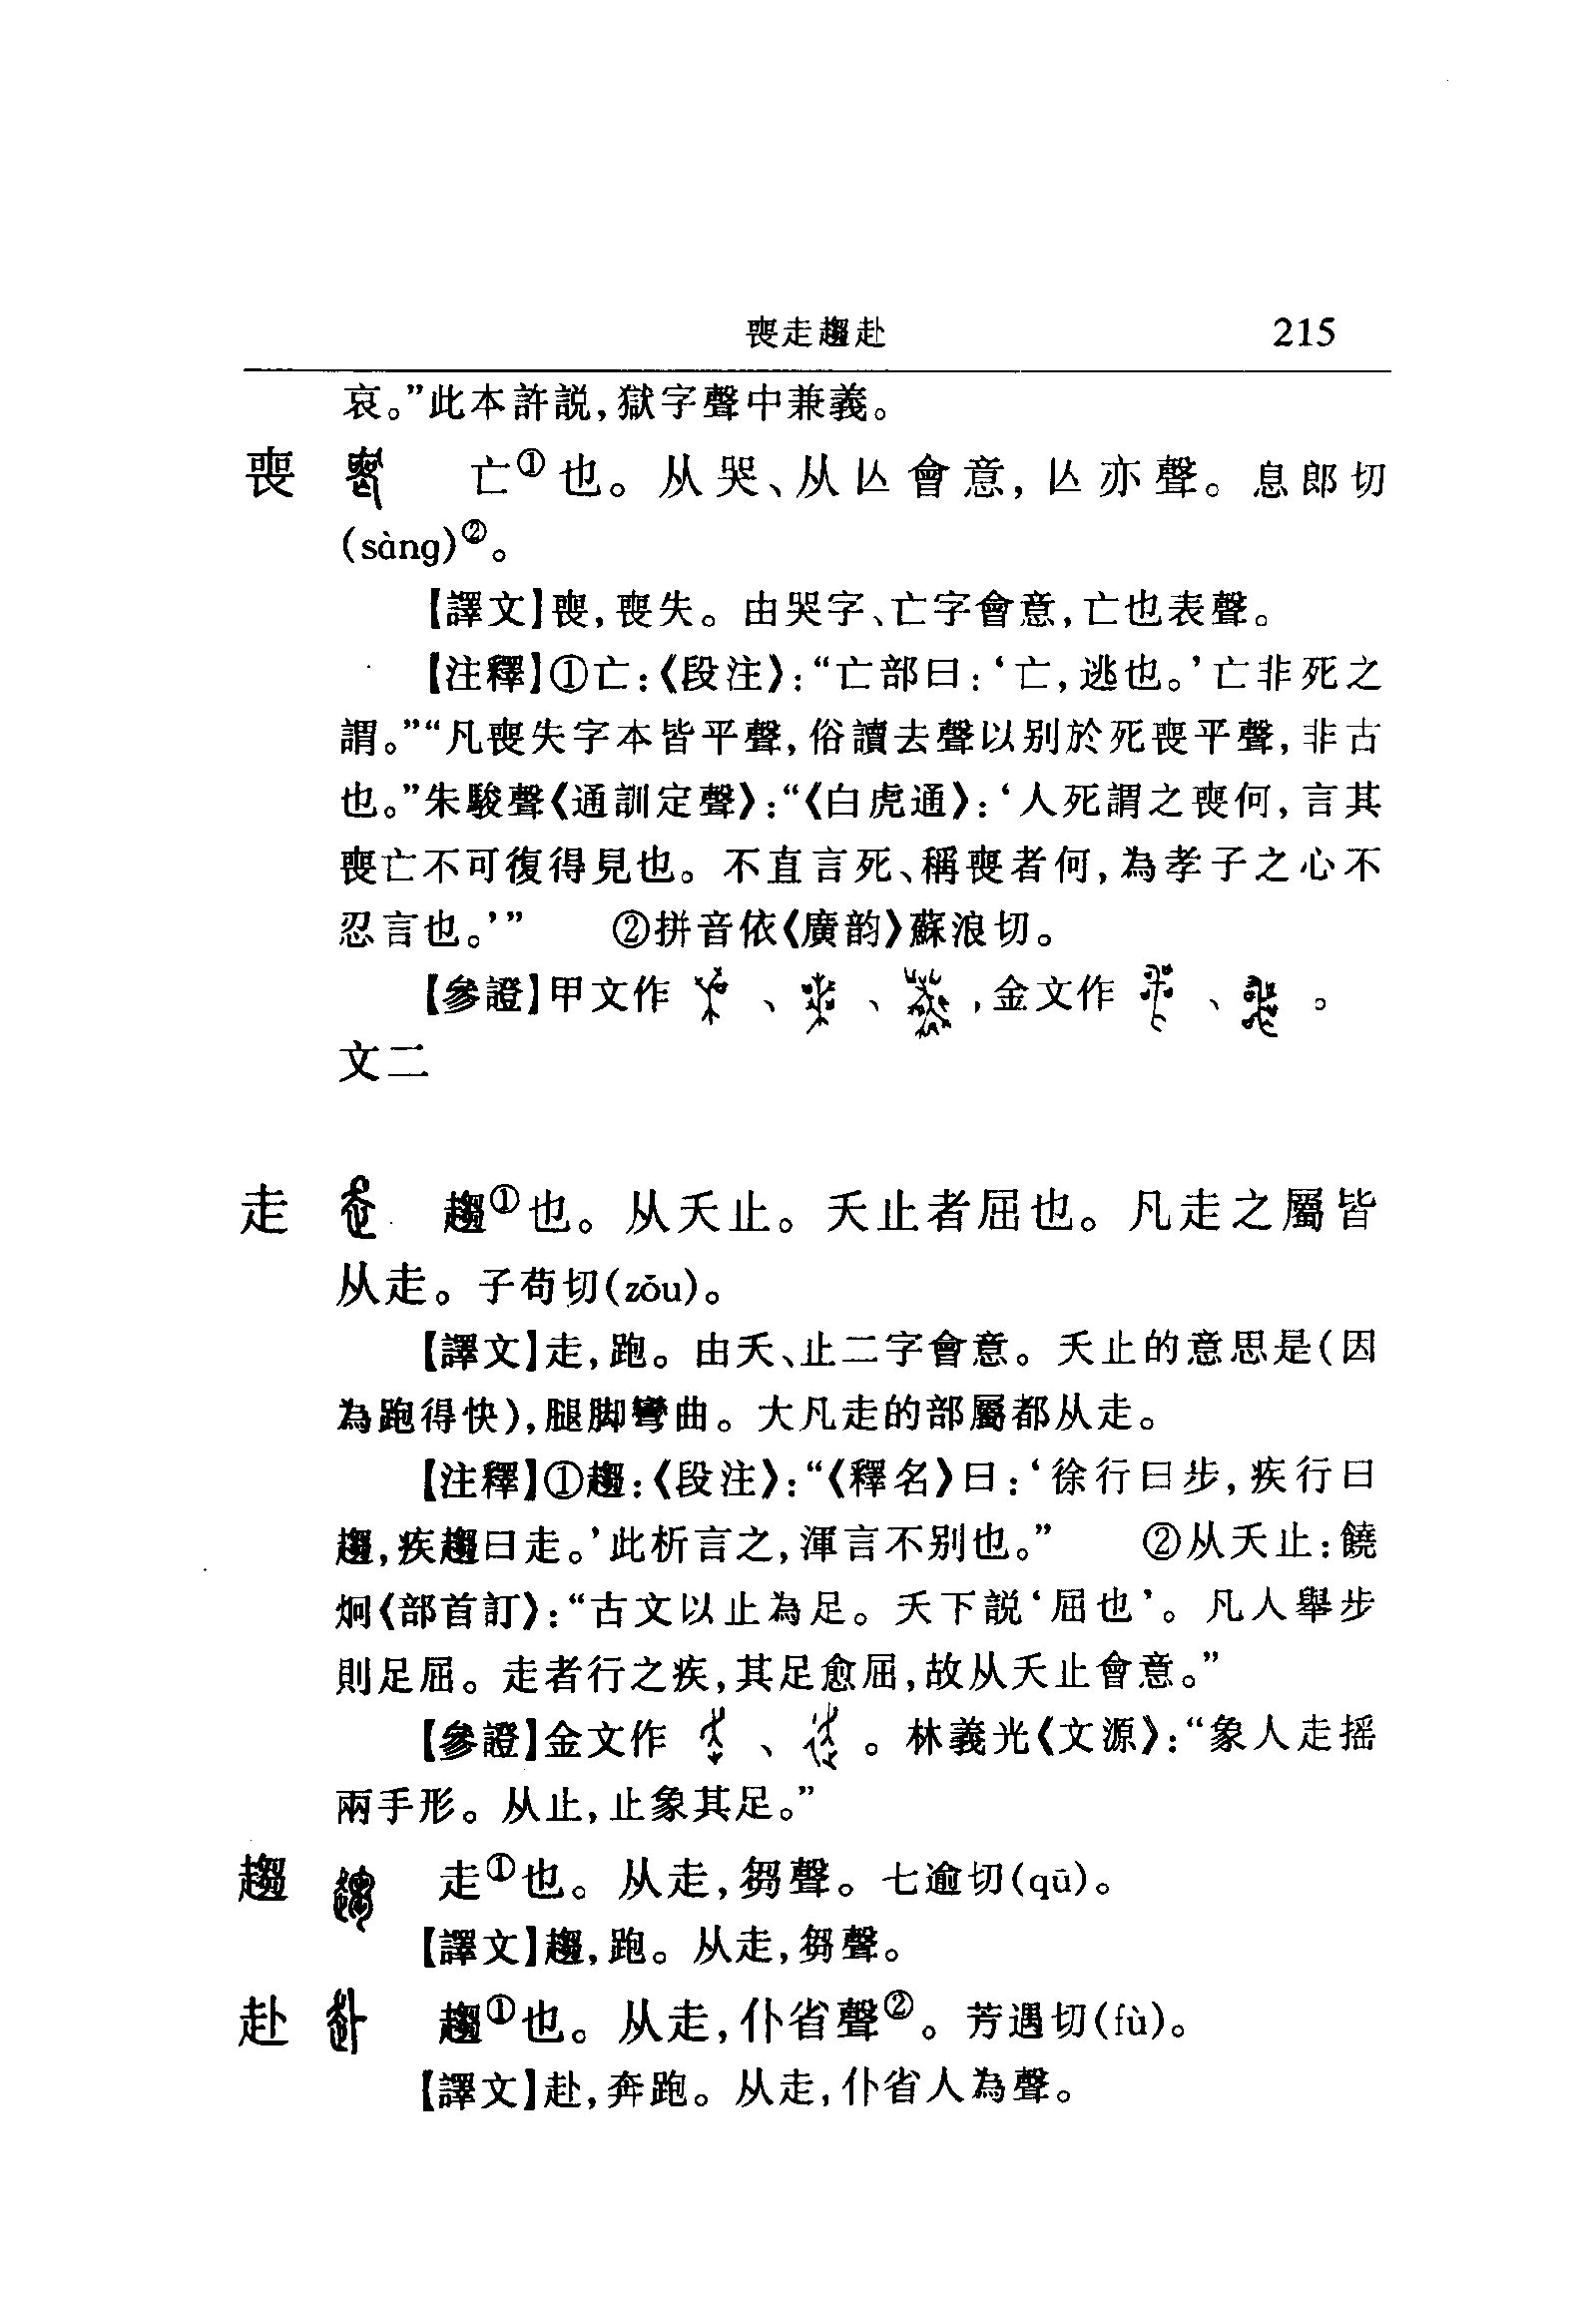 喪走趨赴 215
哀。”此本許説，獄字聲中兼義。
喪 亡①也。从哭、从亾會意，亾亦聲。息郎切
(sàng)②。
【譯文】喪，喪失。由哭字、亡字會意，亡也表聲。
【注釋】①亡：《段注》：“亡部曰：‘亡，逃也。’亡非死之
謂。”“凡喪失字本皆平聲，俗讀去聲以别於死喪平聲，非古
也。”朱駿聲《通訓定聲》：“《白虎通》：‘人死謂之喪何，言其
喪亡不可復得見也。不直言死、稱喪者何，為孝子之心不
忍言也。’” ②拼音依《廣韵》蘇浪切。
【參證】甲文作 、 、 ，金文作 、 。
文二
走 趨①也。从夭止。夭止者屈也。凡走之屬皆
从走。子苟切(zǒu)。
【譯文】走，跑。由夭、止二字會意。夭止的意思是（因
為跑得快），腿脚彎曲。大凡走的部屬都从走。
【注釋】①趨：《段注》：“《釋名》曰：‘徐行曰步，疾行曰
趨，疾趨曰走。’此析言之，渾言不别也。” ②从夭止：饒
炯《部首訂》：“古文以止為足。夭下説‘屈也’。凡人舉步
則足屈。走者行之疾，其足愈屈，故从夭止會意。”
【參證】金文作 、 。林義光《文源》：“象人走摇
兩手形。从止，止象其足。”
趨 走①也。从走，芻聲。七逾切(qū)。
【譯文】趨，跑。从走，芻聲。
赴 趨①也。从走，仆省聲②。芳遇切(fù)。
【譯文】赴，奔跑。从走，仆省人為聲。